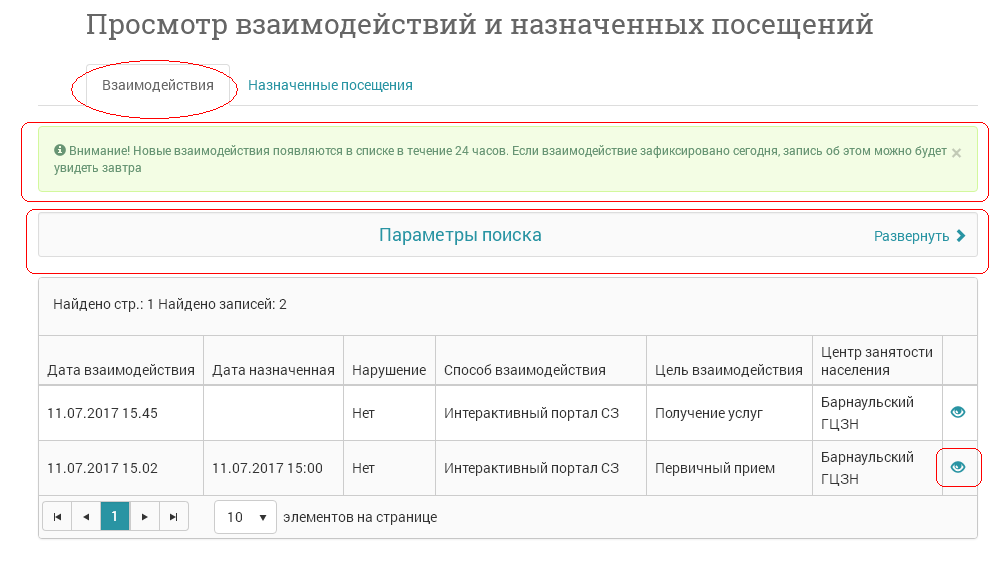 Просмотр взаимодействий и назначенных посещений
Взаимодействия Назначенные посещения
Внимание! Новые взаимодействия появляются в списке в течение 24 часов. Если взаимодействие зафиксировано сегодня, запись об этом можно будет ×
увидеть завтра
Параметры поиска Развернуть
Найдено стр.: 1 Найдено записей: 2
Дата взаимодействия Дата назначенная Нарушение Способ взаимодействия Цель взаимодействия Центр занятости
населения
11.07.2017 15.45 Нет Интерактивный портал СЗ Получение услуг Барнаульский
ГЦЗН
11.07.2017 15.02 11.07.2017 15:00 Нет Интерактивный портал СЗ Первичный прием Барнаульский
ГЦЗН
1 10 элементов на странице